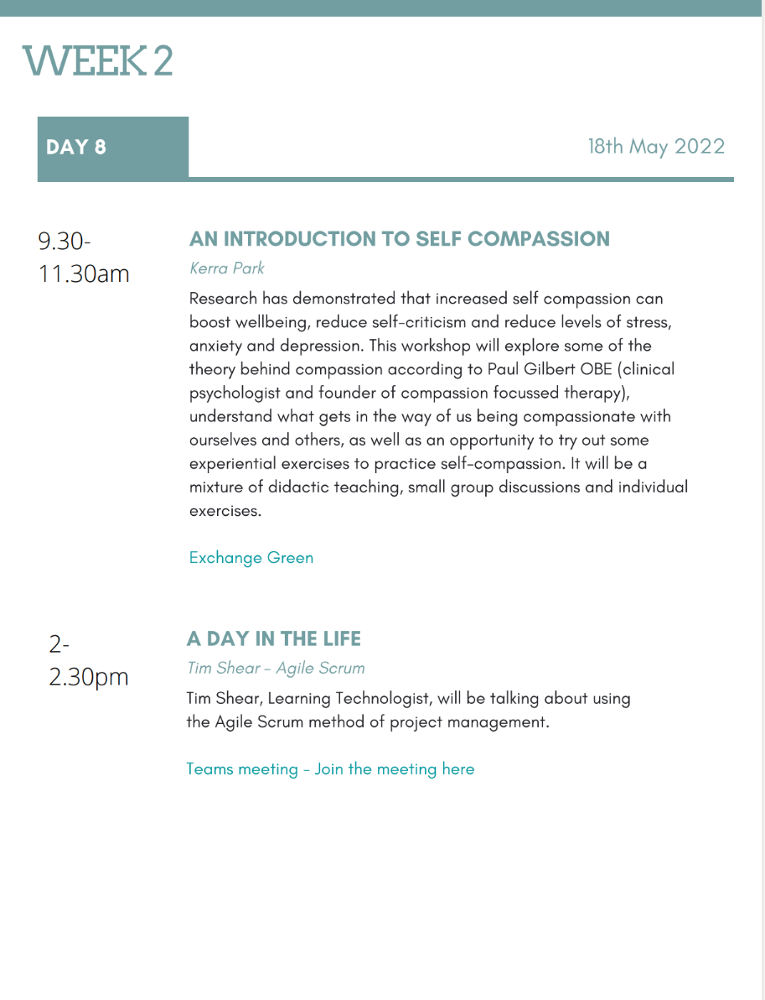 WEEK 2
DAY 8
18th May 2022
9.30-
11.30am
AN INTRODUCTION TO SELF COMPASSION
Kerra Park
Research has demonstrated that increased self compassion can
boost wellbeing, reduce self-criticism and reduce levels of stress,
anxiety and depression. This workshop will explore some of the
theory behind compassion according to Paul Gilbert OBE (clinical
psychologist and founder of compassion focussed therapy),
understand what gets in the way of us being compassionate with
ourselves and others, as well as an opportunity to try out some
experiential exercises to practice self-compassion. It will be a
mixture of didactic teaching, small group discussions and individual
exercises.
Exchange Green
2-
2.30pm
A DAY IN THE LIFE
Tim Shear - Agile Scrum
Tim Shear, Learning Technologist, will be talking about using
the Agile Scrum method of project management.
Teams meeting - Join the meeting here